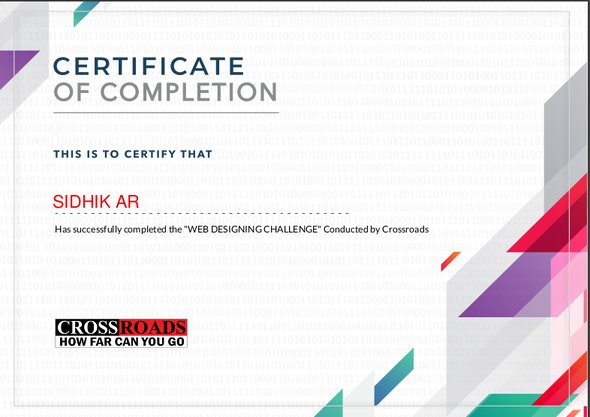 CERTIFICATE
OF COMPLETION
THIS IS TO CERTIFY THAT
SIDHIK AR
Has successfully completed the "WEB DESIGNING CHALLENGE" Conducted by Crossroads
CROSSROADS
HOW FAR CAN YOU GO